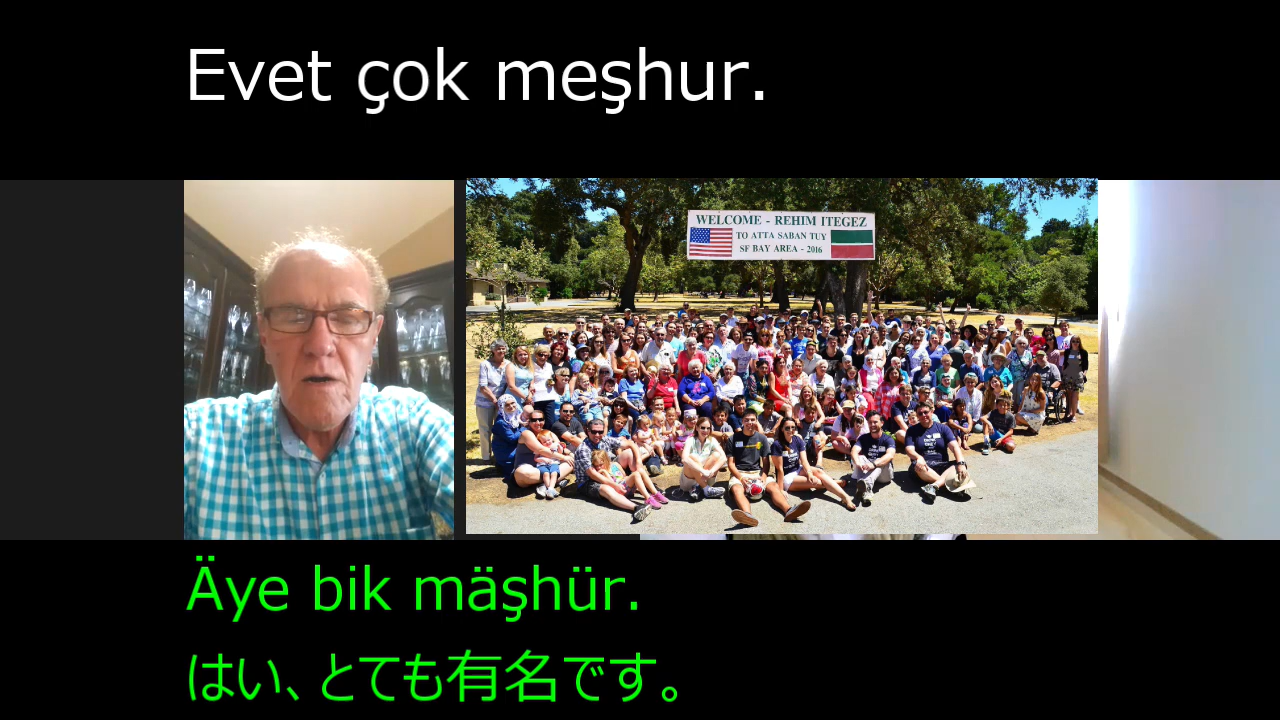 Evet çok meşhur.
WELCOME - REHIM ITEGEZ
TO ATTA SABAN TUY
SF BAY AREA - 2016
Äye bik mäşhür.
はい、とても有名です。